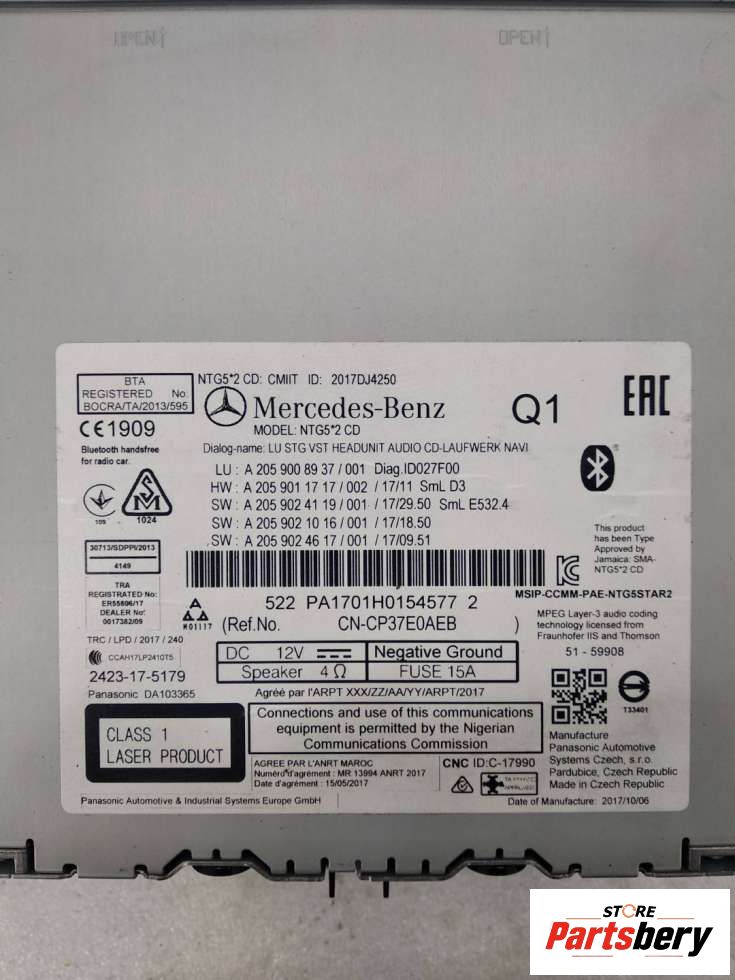 OPEN
OPEN
BTA
REGISTERED No:
BOCRA/TA/2013/595
NTG5*2 CD: CMIIT ID: 2017DJ4250
Mercedes-Benz
MODEL: NTG5*2 CD
Q1
EAC
CE1909
Bluetooth handsfree
for radio car.
Dialog-name: LU STG VST HEADUNIT AUDIO CD-LAUFWERK NAVI
LU : A 205 900 89 37 / 001 Diag.ID027F00
HW : A 205 901 17 17 / 002 / 17/11 SmL D3
SW : A 205 902 41 19 / 001 / 17/29.50 SmL E532.4
SW : A 205 902 10 16 / 001 / 17/18.50
SW : A 205 902 46 17 / 001 / 17/09.51
109
1024
30713/SDPPI/2013
4149
This product
has been Type
Approved by
Jamaica: SMA-
NTG5*2 CD
TRA
REGISTERED No:
ER55806/17
DEALER No:
0017382/09
MSIP-CCMM-PAE-NTG5STAR2
W01117
522 PA1701H0154577 2
(Ref.No. CN-CP37E0AEB )
MPEG Layer-3 audio coding
technology licensed from
Fraunhofer IIS and Thomson
51 - 59908
TRC / LPD / 2017 / 240
CCAH17LP2410T5
2423-17-5179
Panasonic DA103365
DC 12V Negative Ground
Speaker 4 Ω FUSE 15A
Agréé par l'ARPT XXX/ZZ/AA/YY/ARPT/2017
T33401
CLASS 1
LASER PRODUCT
Connections and use of this communications
equipment is permitted by the Nigerian
Communications Commission
Manufacture
Panasonic Automotive
Systems Czech, s.r.o.
Pardubice, Czech Republic
Made in Czech Republic
AGREE PAR L'ANRT MAROC
Numéro d'agrément : MR 13994 ANRT 2017
Date d'agrément : 15/05/2017
CNC ID:C-17990
Panasonic Automotive & Industrial Systems Europe GmbH
Date of Manufacture: 2017/10/06
STORE
Partsbery